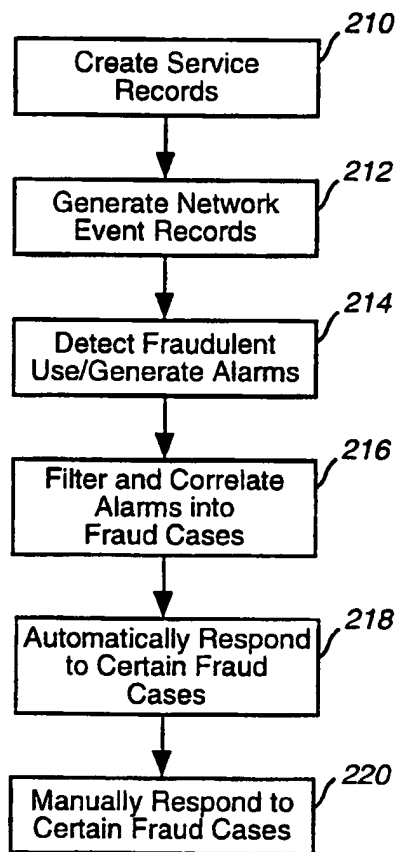 210
Create Service
Records
212
Generate Network
Event Records
214
Detect Fraudulent
Use/Generate Alarms
216
Filter and Correlate
Alarms into
Fraud Cases
218
Automatically Respond
to Certain Fraud
Cases
220
Manually Respond to
Certain Fraud Cases